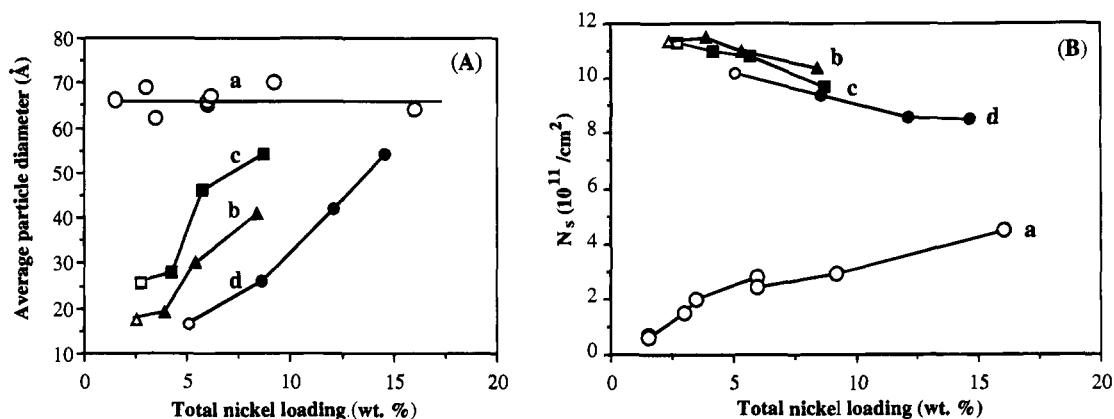 (A)
Average particle diameter (Å)
80
70
60
50
40
30
20
10
a
c
b
d
0
5
10
15
20
Total nickel loading.(wt. %)
(B)
N s (10 11 /cm 2
12
10
8
6
4
2
0
b
c
d
a
0
5
10
15
20
Total nickel loading (wt. %)